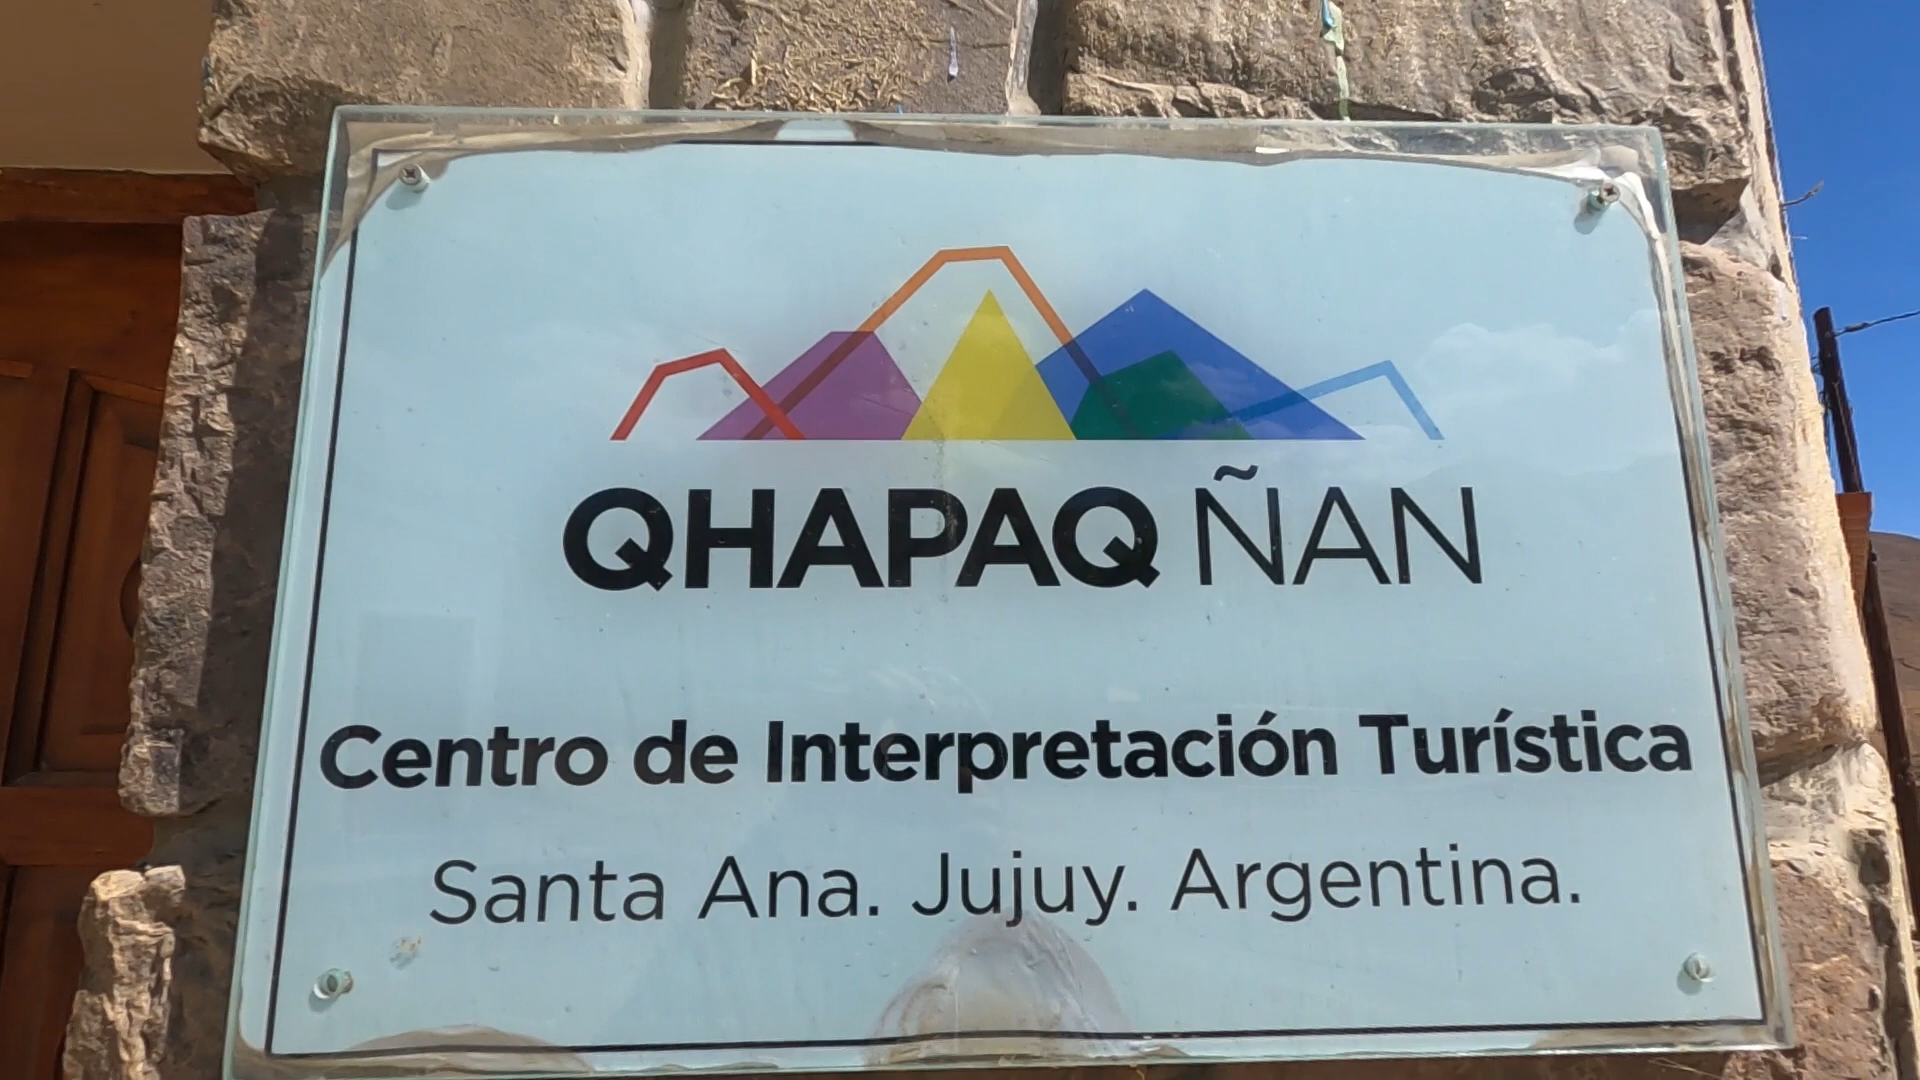 QHAPAQ ÑAN
Centro de Interpretación Turística
Santa Ana. Jujuy. Argentina.